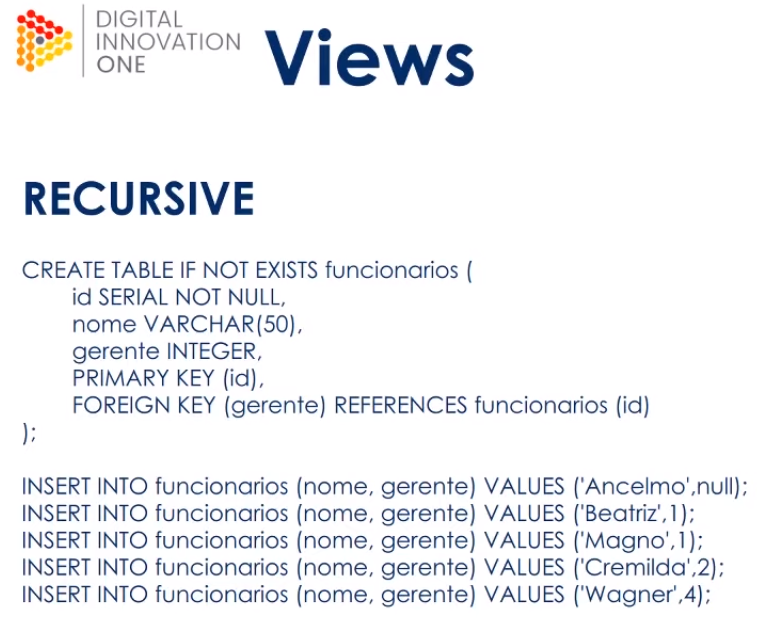 DIGITAL
INNOVATION
ONE
Views
RECURSIVE
CREATE TABLE IF NOT EXISTS funcionarios (
id SERIAL NOT NULL,
nome VARCHAR(50),
gerente INTEGER,
PRIMARY KEY (id),
FOREIGN KEY (gerente) REFERENCES funcionarios (id)
);
INSERT INTO funcionarios (nome, gerente) VALUES ('Ancelmo',null);
INSERT INTO funcionarios (nome, gerente) VALUES ('Beatriz',1);
INSERT INTO funcionarios (nome, gerente) VALUES ('Magno',1);
INSERT INTO funcionarios (nome, gerente) VALUES ('Cremilda',2);
INSERT INTO funcionarios (nome, gerente) VALUES ('Wagner',4);